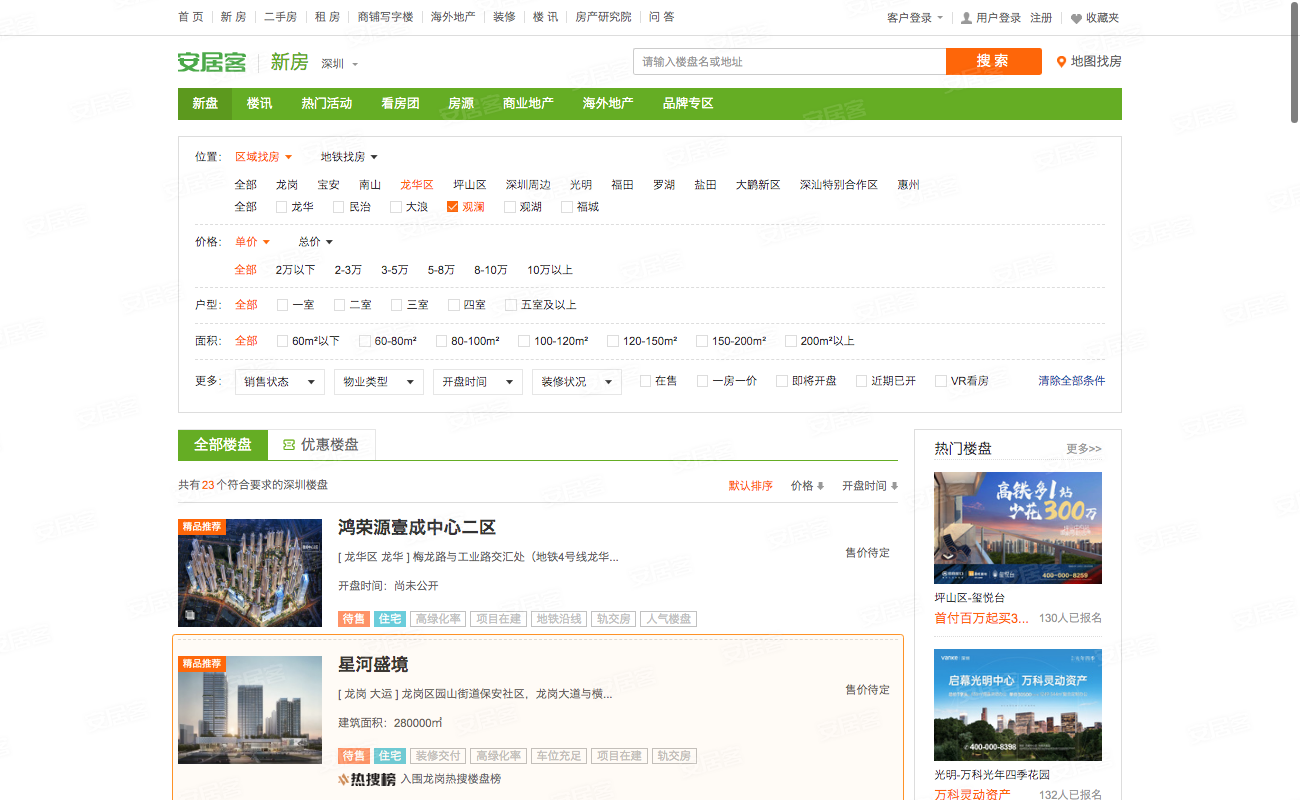 首 页 新 房 二手房 租 房 商铺写字楼 海外地产 装修 楼 讯 房产研究院 问 答 客户登录 用户登录 注册 收藏夹
安居客 新房 深圳 请输入楼盘名或地址 搜 索 地图找房
新盘 楼讯 热门活动 看房团 房源 商业地产 海外地产 品牌专区
位置: 区域找房 地铁找房
全部 龙岗 宝安 南山 龙华区 坪山区 深圳周边 光明 福田 罗湖 盐田 大鹏新区 深汕特别合作区 惠州
全部 龙华 民治 大浪 观澜 观湖 福城
价格: 单价 总价
全部 2万以下 2-3万 3-5万 5-8万 8-10万 10万以上
户型: 全部 一室 二室 三室 四室 五室及以上
面积: 全部 60m²以下 60-80m² 80-100m² 100-120m² 120-150m² 150-200m² 200m²以上
更多: 销售状态 物业类型 开盘时间 装修状况 在售 一房一价 即将开盘 近期已开 VR看房 清除全部条件
全部楼盘 优惠楼盘
共有23个符合要求的深圳楼盘 默认排序 价格 开盘时间
精品推荐
鸿荣源壹成中心二区
[ 龙华区 龙华 ] 梅龙路与工业路交汇处（地铁4号线龙华...
售价待定
开盘时间：尚未公开
待售 住宅 高绿化率 项目在建 地铁沿线 轨交房 人气楼盘
精品推荐
星河盛境
[ 龙岗 大运 ] 龙岗区园山街道保安社区，龙岗大道与横...
售价待定
建筑面积：280000㎡
待售 住宅 装修交付 高绿化率 车位充足 项目在建 轨交房
热搜榜 入围龙岗热搜楼盘榜
热门楼盘 更多>>
高铁多1站
少花300万
400-000-8259
坪山区-玺悦台
首付百万起买3... 130人已报名
vanke
启幕光明中心 万科灵动资产
400-000-8398
光明-万科光年四季花园
万科灵动资产 132人已报名